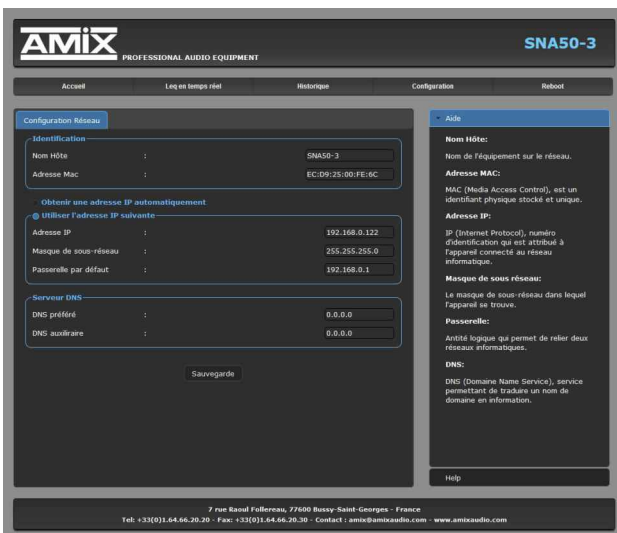 AMIX PROFESSIONAL AUDIO EQUIPMENT
SNA50-3
Accueil Leq en temps réel Historique Configuration Reboot
Configuration Réseau
Identification
Nom Hôte : SNA50-3
Adresse Mac : EC:D9:25:00:FE:6C
Obtenir une adresse IP automatiquement
Utiliser l'adresse IP suivante
Adresse IP : 192.168.0.122
Masque de sous-réseau : 255.255.255.0
Passerelle par défaut : 192.168.0.1
Serveur DNS
DNS préféré : 0.0.0.0
DNS auxiliraire : 0.0.0.0
Sauvegarde
Aide
Nom Hôte:
Nom de l'équipement sur le réseau.
Adresse MAC:
MAC (Media Access Control), est un
identifiant physique stocké et unique.
Adresse IP:
IP (Internet Protocol), numéro
d'identification qui est attribué à
l'appareil connecté au réseau
informatique.
Masque de sous réseau:
Le masque de sous-réseau dans lequel
l'appareil se trouve.
Passerelle:
Antité logique qui permet de relier deux
réseaux informatiques.
DNS:
DNS (Domaine Name Service), service
permettant de traduire un nom de
domaine en information.
Help
7 rue Raoul Follereau, 77600 Bussy-Saint-Georges - France
Tel: +33(0)1.64.66.20.20 - Fax: +33(0)1.64.66.20.30 - Contact : amix@amixaudio.com - www.amixaudio.com